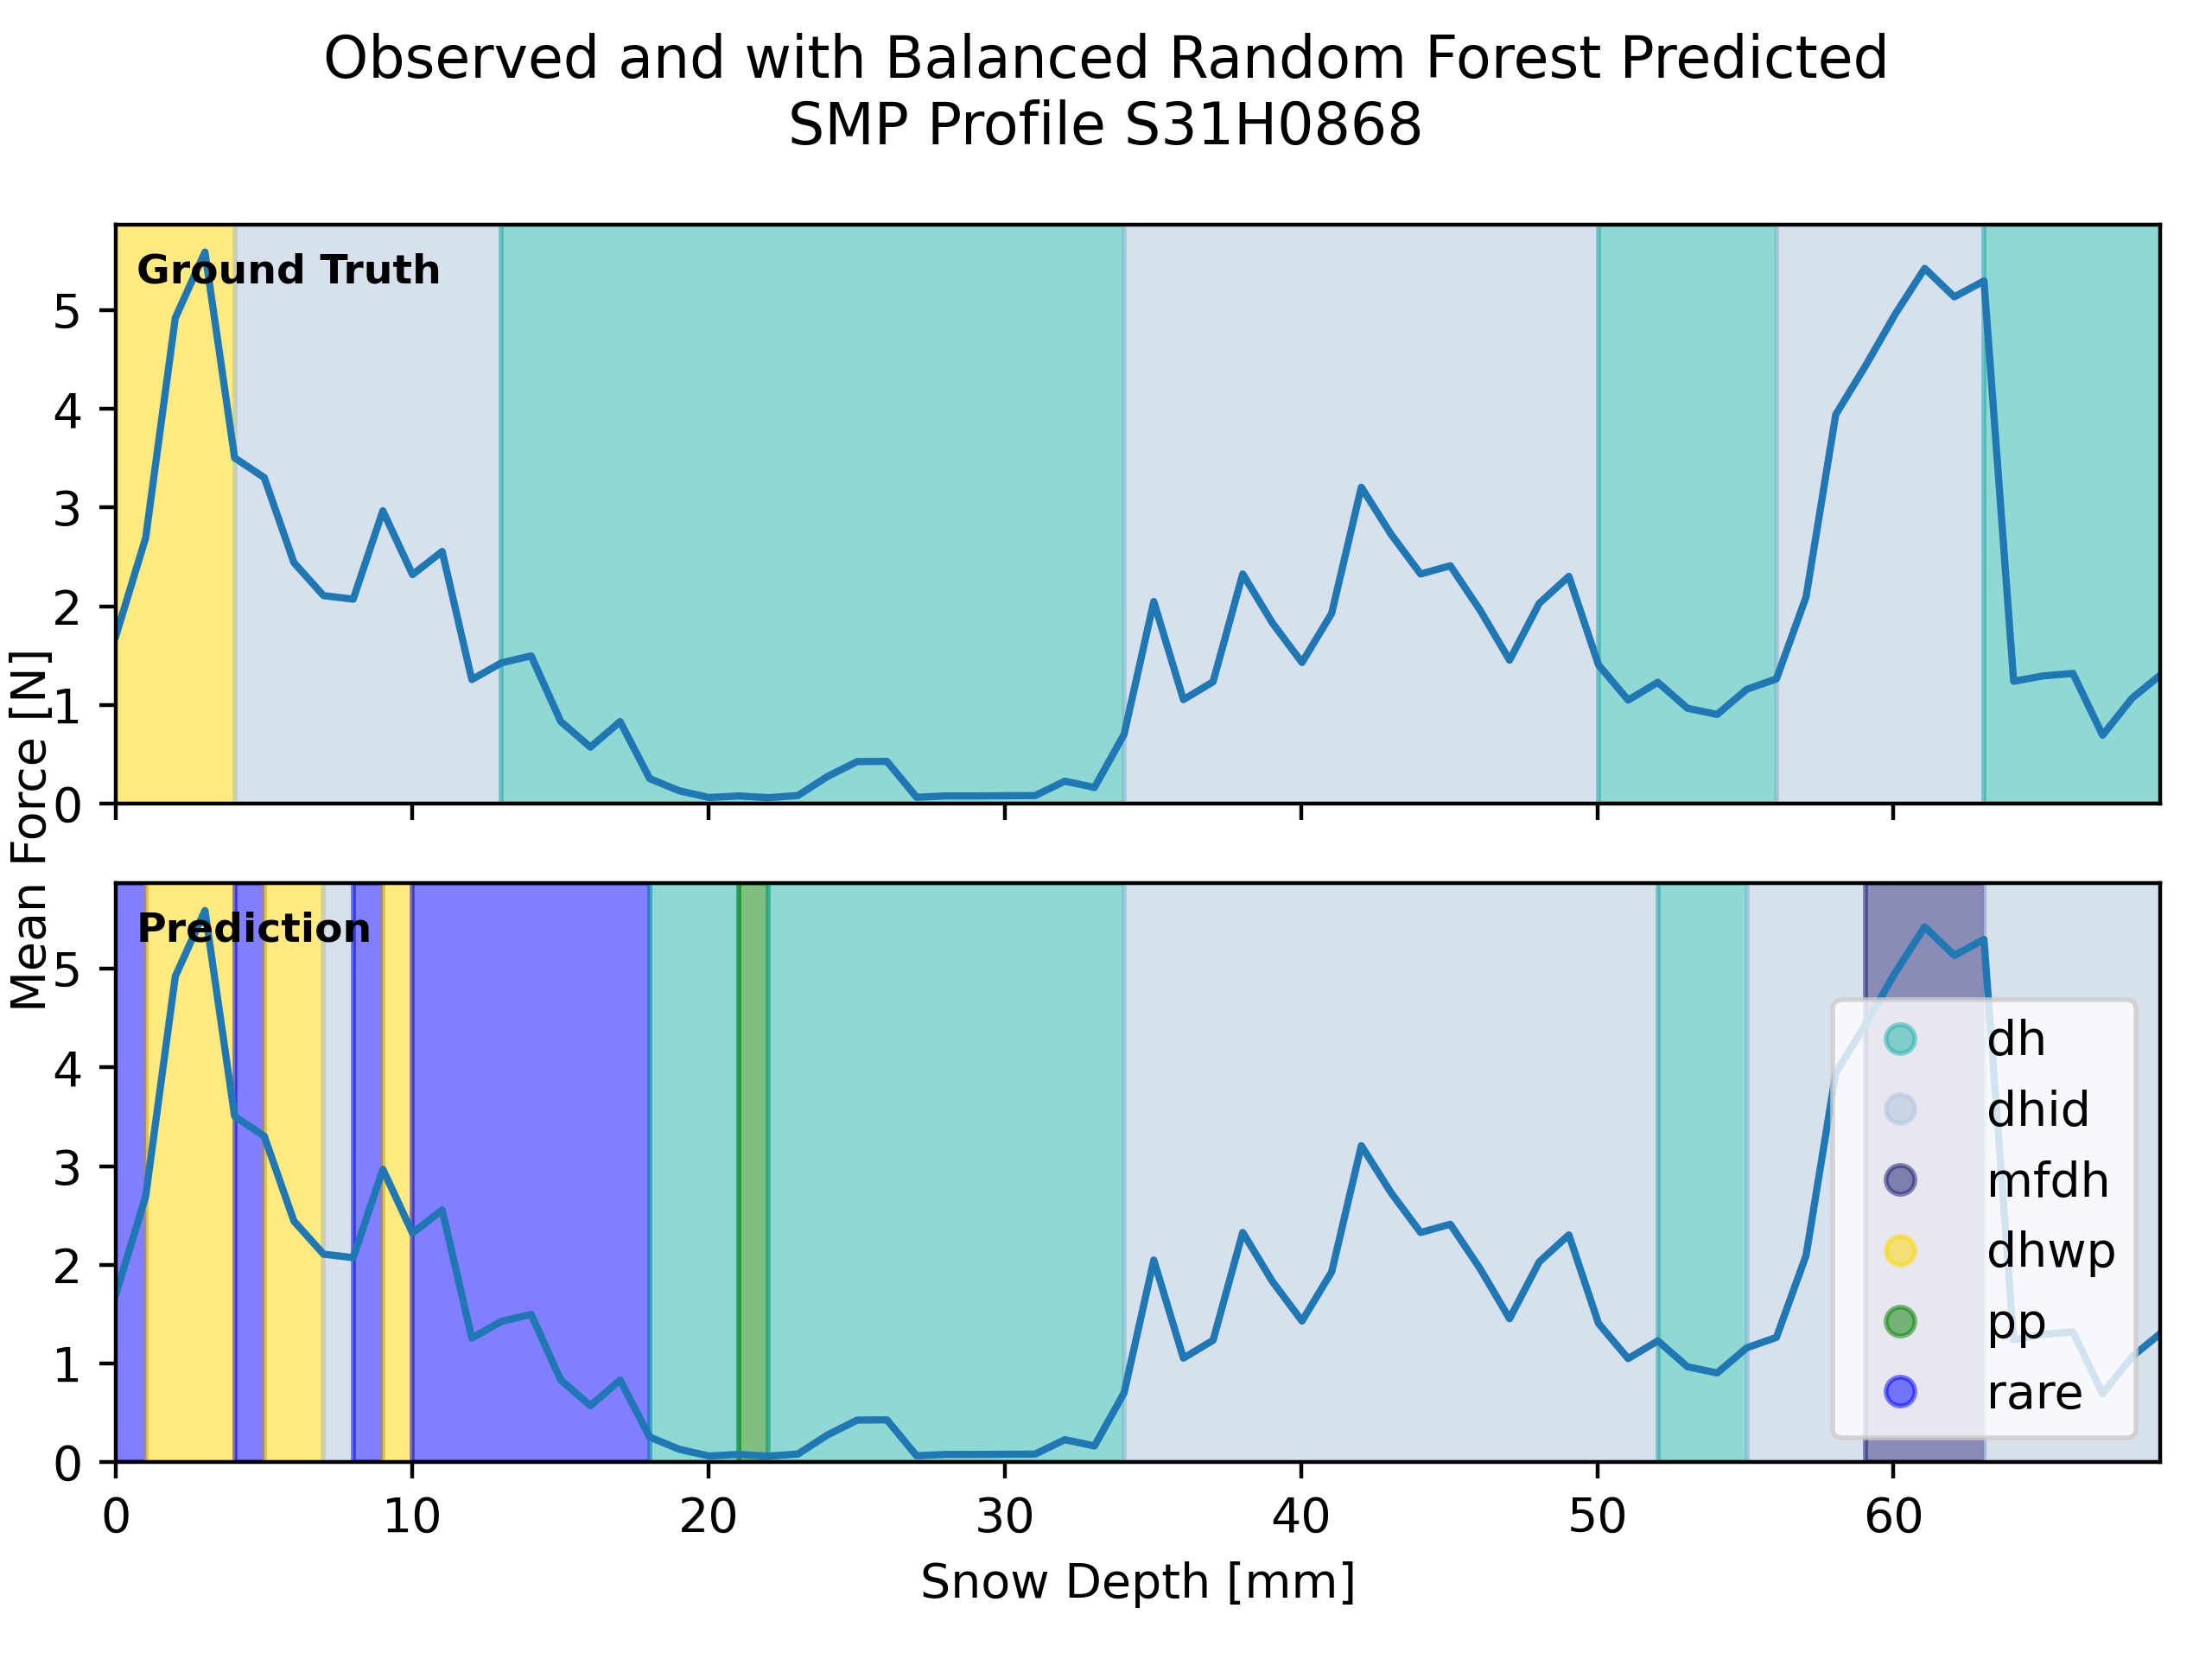 Observed and with Balanced Random Forest Predicted
SMP Profile S31H0868
Ground Truth
5
4
3
2
1
0
Mean Force [N]
Prediction
5
4
3
2
1
0
dh
dhid
mfdh
dhwp
pp
rare
0 10 20 30 40 50 60
Snow Depth [mm]